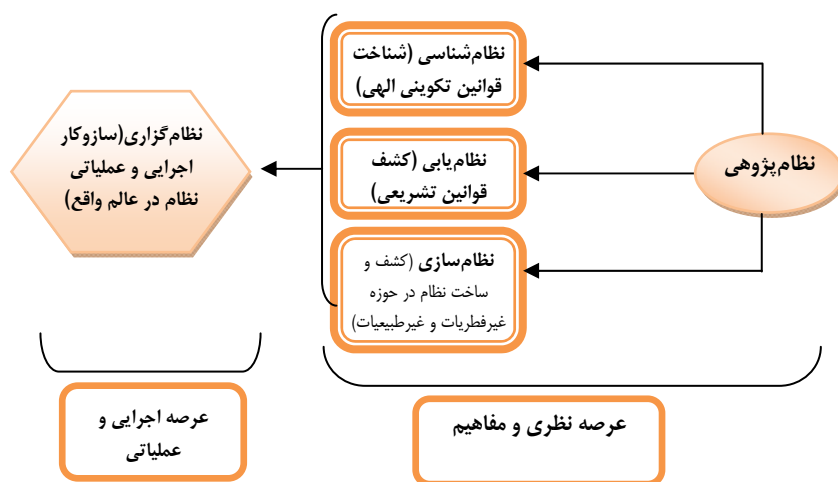 نظام‌پژوهی
نظام‌شناسی (شناخت
قوانین تکوینی الهی)
نظام‌یابی (کشف
قوانین تشریعی)
نظام‌سازی (کشف و
ساخت نظام در حوزه
غیرفطریات و غیرطبیعیات)
نظام‌گزاری(سازوکار
اجرایی و عملیاتی
نظام در عالم واقع)
عرصه نظری و مفاهیم
عرصه اجرایی و
عملیاتی